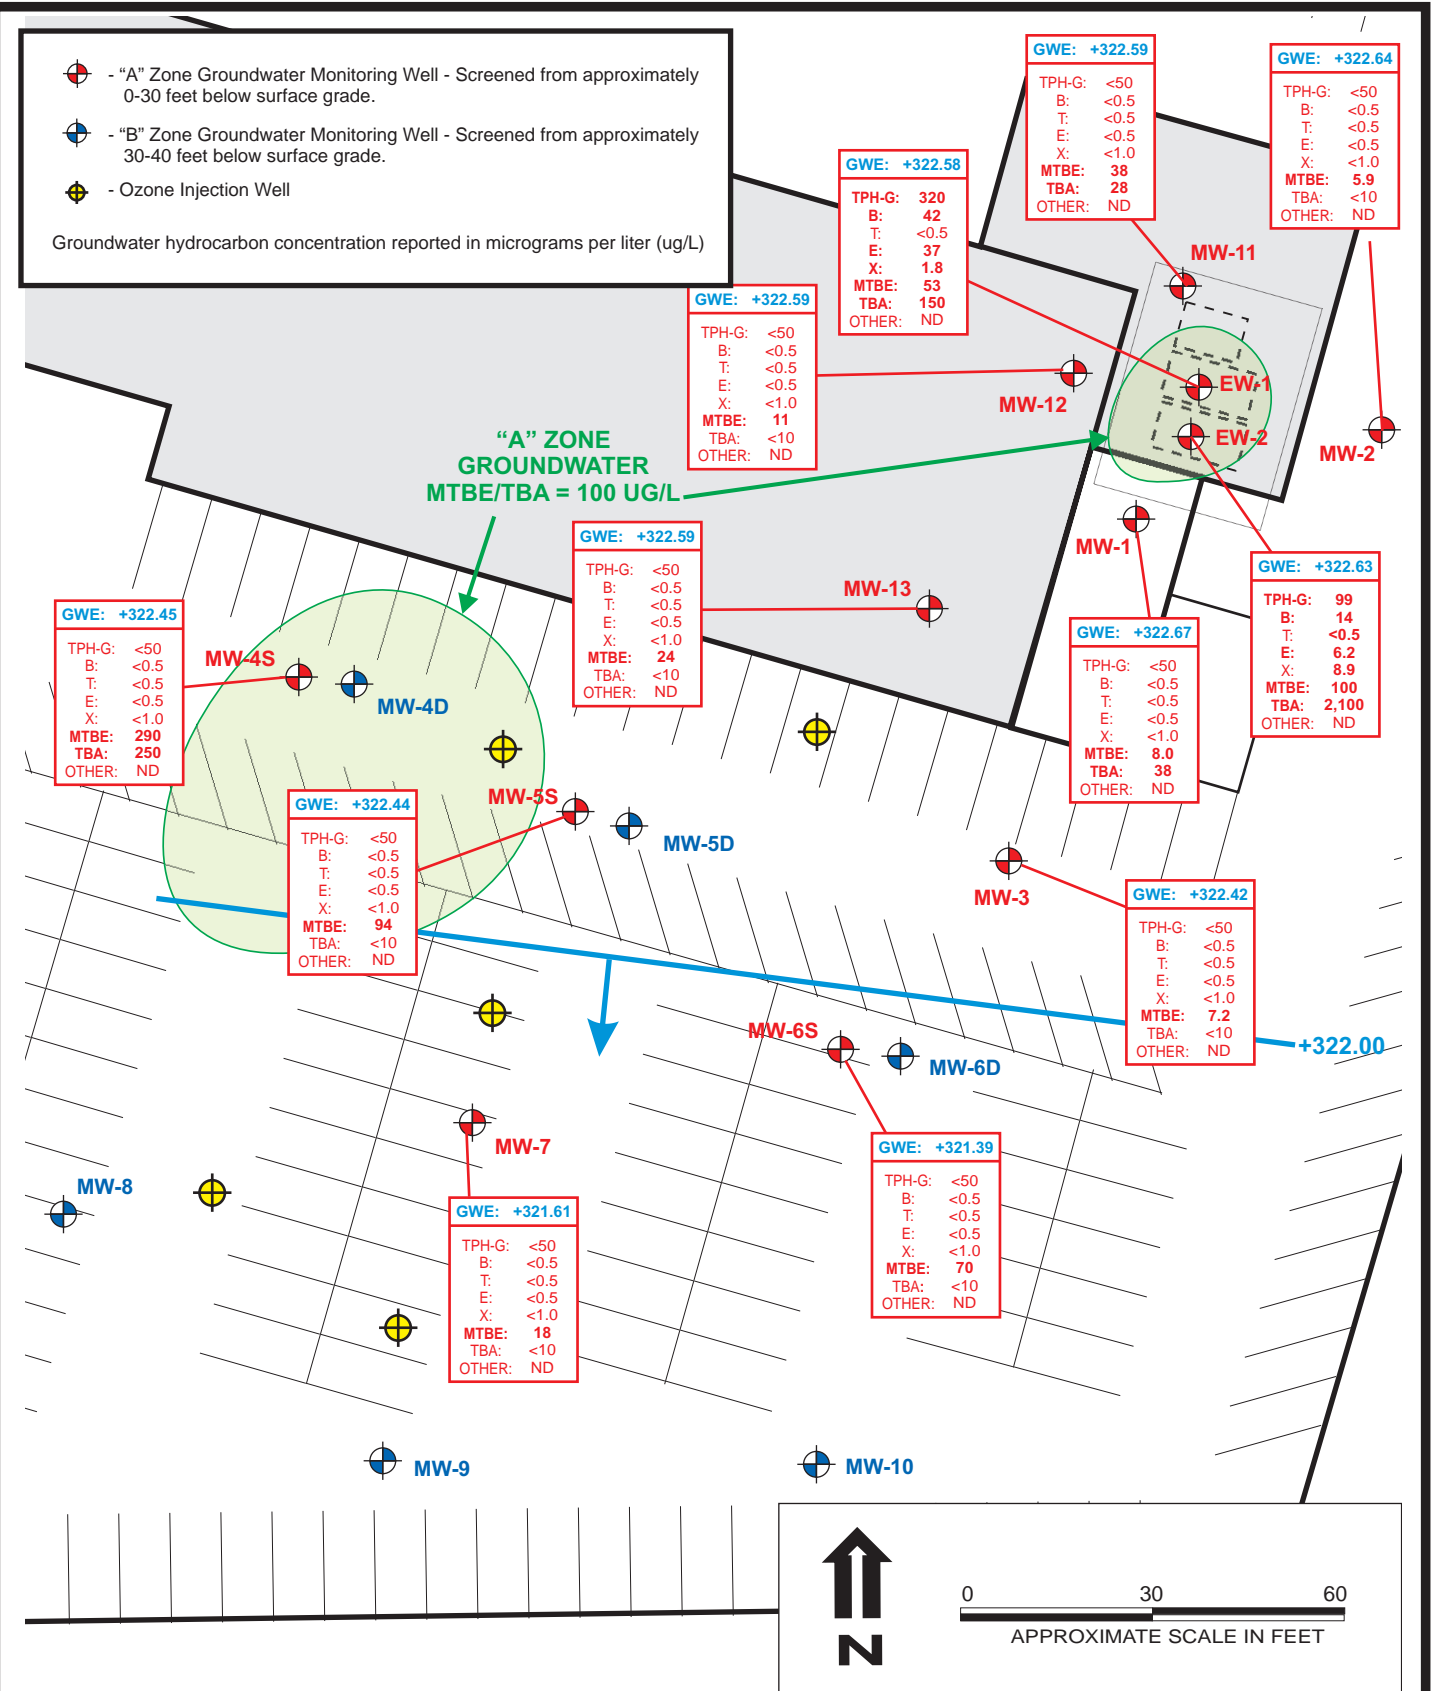 - “A” Zone Groundwater Monitoring Well - Screened from approximately
0-30 feet below surface grade.
- “B” Zone Groundwater Monitoring Well - Screened from approximately
30-40 feet below surface grade.
- Ozone Injection Well
Groundwater hydrocarbon concentration reported in micrograms per liter (ug/L)
GWE: +322.59
TPH-G: <50
B: <0.5
T: <0.5
E: <0.5
X: <1.0
MTBE: 38
TBA: 28
OTHER: ND
GWE: +322.64
TPH-G: <50
B: <0.5
T: <0.5
E: <0.5
X: <1.0
MTBE: 5.9
TBA: <10
OTHER: ND
GWE: +322.58
TPH-G: 320
B: 42
T: <0.5
E: 37
X: 1.8
MTBE: 53
TBA: 150
OTHER: ND
MW-11
GWE: +322.59
TPH-G: <50
B: <0.5
T: <0.5
E: <0.5
X: <1.0
MTBE: 11
TBA: <10
OTHER: ND
MW-12
EW-1
EW-2
MW-2
“A” ZONE
GROUNDWATER
MTBE/TBA = 100 UG/L
MW-1
GWE: +322.59
TPH-G: <50
B: <0.5
T: <0.5
E: <0.5
X: <1.0
MTBE: 24
TBA: <10
OTHER: ND
MW-13
GWE: +322.63
TPH-G: 99
B: 14
T: <0.5
E: 6.2
X: 8.9
MTBE: 100
TBA: 2,100
OTHER: ND
GWE: +322.45
TPH-G: <50
B: <0.5
T: <0.5
E: <0.5
X: <1.0
MTBE: 290
TBA: 250
OTHER: ND
MW-4S
MW-4D
GWE: +322.67
TPH-G: <50
B: <0.5
T: <0.5
E: <0.5
X: <1.0
MTBE: 8.0
TBA: 38
OTHER: ND
GWE: +322.44
TPH-G: <50
B: <0.5
T: <0.5
E: <0.5
X: <1.0
MTBE: 94
TBA: <10
OTHER: ND
MW-5S
MW-5D
MW-3
GWE: +322.42
TPH-G: <50
B: <0.5
T: <0.5
E: <0.5
X: <1.0
MTBE: 7.2
TBA: <10
OTHER: ND
+322.00
MW-6S
MW-6D
MW-7
GWE: +321.39
TPH-G: <50
B: <0.5
T: <0.5
E: <0.5
X: <1.0
MTBE: 70
TBA: <10
OTHER: ND
MW-8
GWE: +321.61
TPH-G: <50
B: <0.5
T: <0.5
E: <0.5
X: <1.0
MTBE: 18
TBA: <10
OTHER: ND
MW-9
MW-10
N
0 30 60
APPROXIMATE SCALE IN FEET